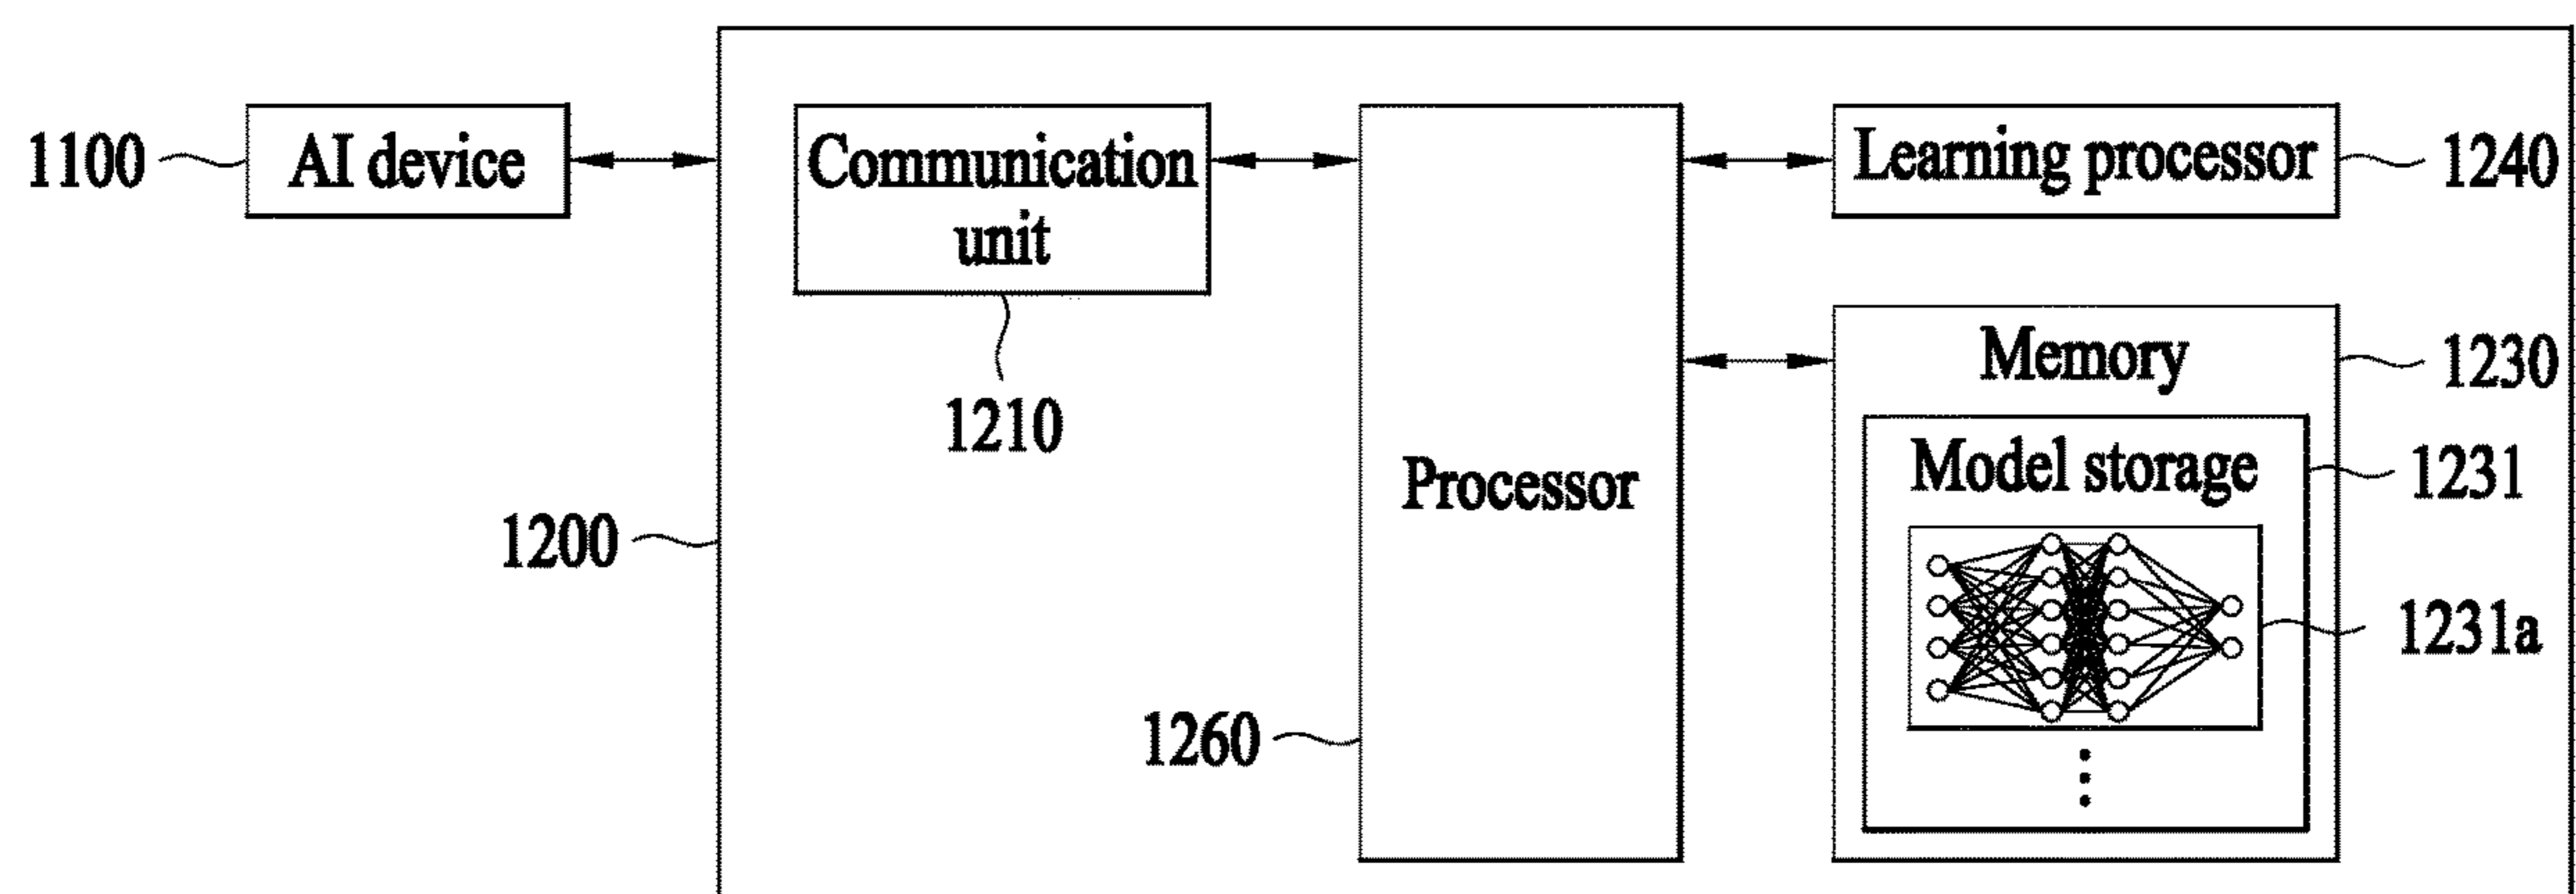 1100
AI device
Communication
unit
1210
1200
Processor
1260
Learning processor
1240
Memory
1230
Model storage
1231
1231a